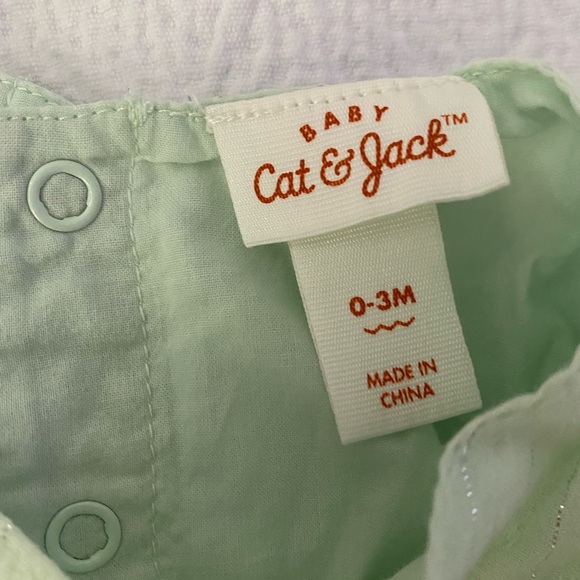 BABY
Cat & Jack™
0-3M
MADE IN
CHINA